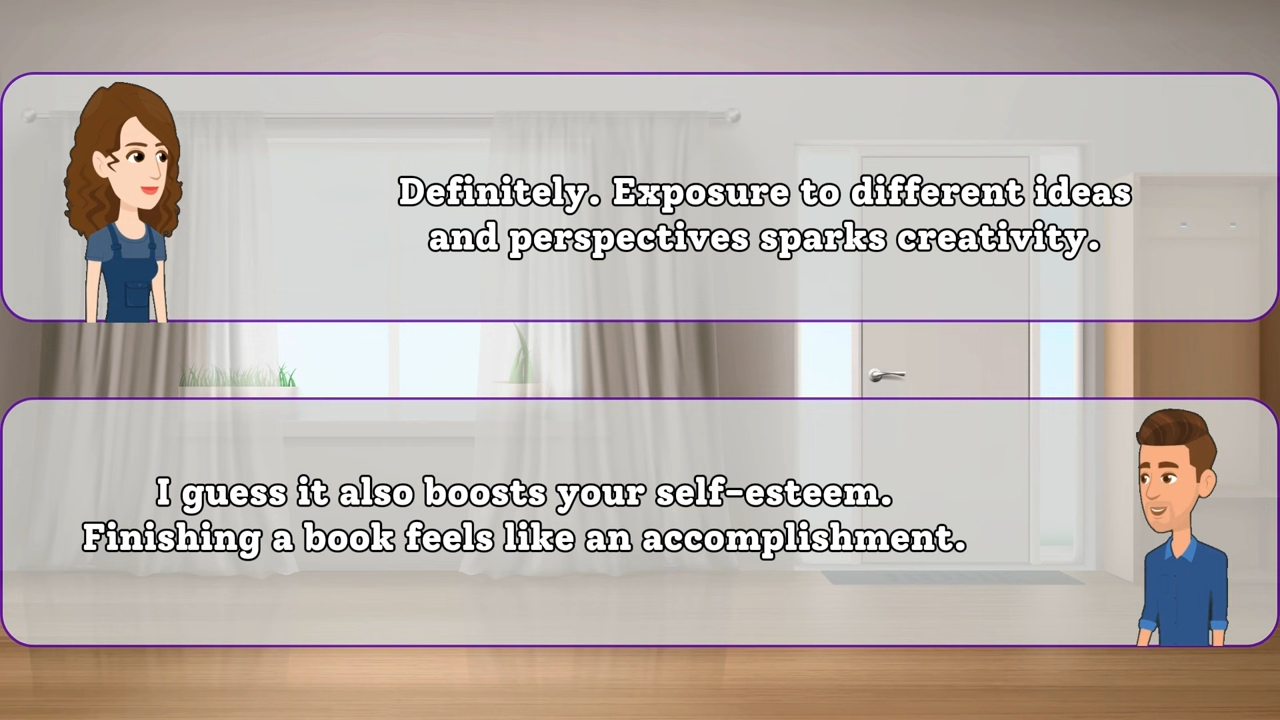 Definitely. Exposure to different ideas
and perspectives sparks creativity.
I guess it also boosts your self-esteem.
Finishing a book feels like an accomplishment.